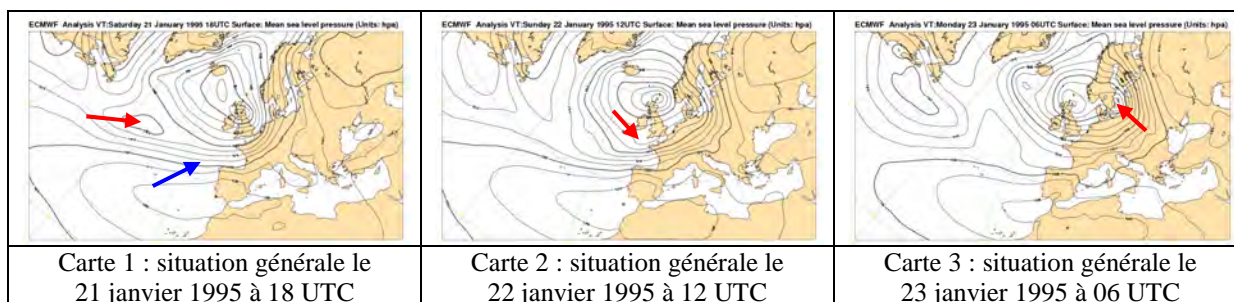 ECMWF Analysis VT:Saturday 21 January 1995 18UTC Surface: Mean sea level pressure (Units: hpa)
ECMWF Analysis VT:Sunday 22 January 1995 12UTC Surface: Mean sea level pressure (Units: hpa)
ECMWF Analysis VT:Monday 23 January 1995 06UTC Surface: Mean sea level pressure (Units: hpa)
Carte 1 : situation générale le
21 janvier 1995 à 18 UTC
Carte 2 : situation générale le
22 janvier 1995 à 12 UTC
Carte 3 : situation générale le
23 janvier 1995 à 06 UTC